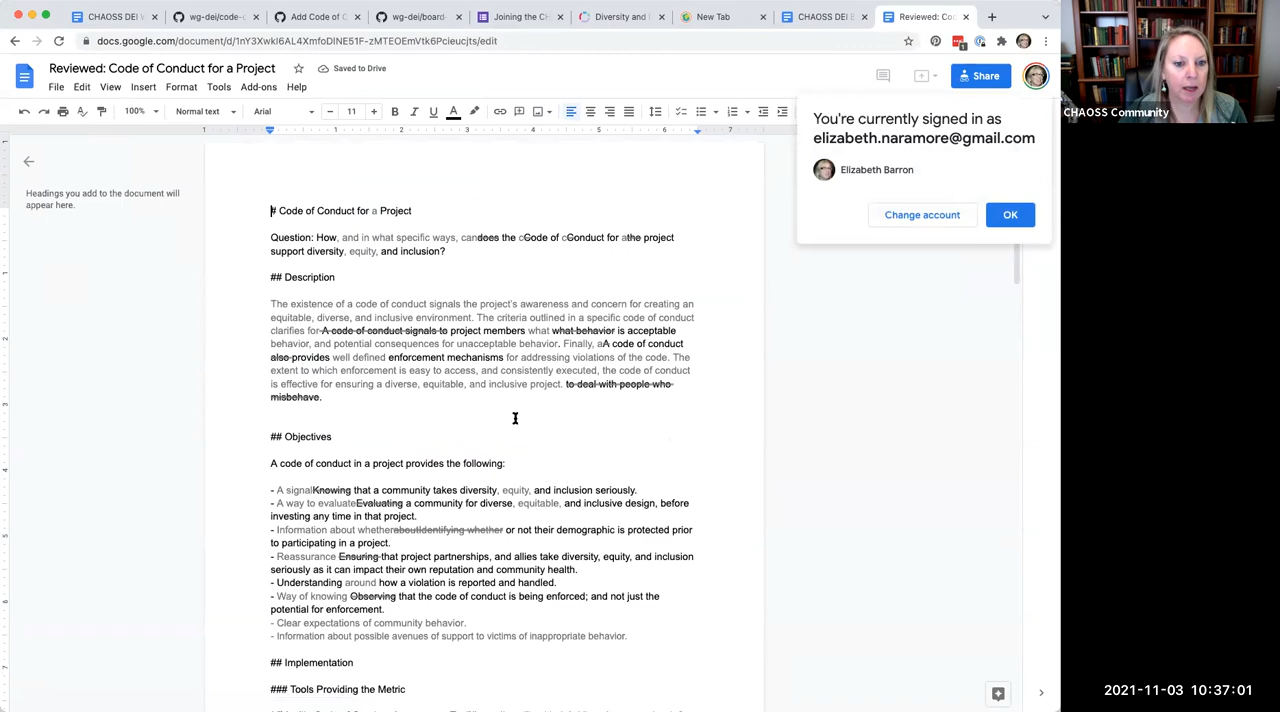 CHAOSS DEI W
wg-dei/code-c
Add Code of C
wg-dei/board-
Joining the CH
Diversity and
New Tab
CHAOSS DEI B
Reviewed: Cod
docs.google.com/document/d/1nY3Xwkl6AL4XmfoDlNE51F-zMTEOEmVtk6Pcieucjts/edit
Reviewed: Code of Conduct for a Project
Saved to Drive
File Edit View Insert Format Tools Add-ons Help
Share
100% Normal text Arial 11
You're currently signed in as
elizabeth.naramore@gmail.com
Elizabeth Barron
Change account
OK
CHAOSS Community
1 1 2 3 4 5 6 7
Headings you add to the document will
appear here.
# Code of Conduct for a Project
Question: How, and in what specific ways, candoes the cCode of cConduct for athe project
support diversity, equity, and inclusion?
## Description
The existence of a code of conduct signals the project's awareness and concern for creating an
equitable, diverse, and inclusive environment. The criteria outlined in a specific code of conduct
clarifies for A code of conduct signals to project members what what behavior is acceptable
behavior, and potential consequences for unacceptable behavior. Finally, aA code of conduct
also provides well defined enforcement mechanisms for addressing violations of the code. The
extent to which enforcement is easy to access, and consistently executed, the code of conduct
is effective for ensuring a diverse, equitable, and inclusive project. to deal with people who
misbehave.
## Objectives
A code of conduct in a project provides the following:
- A signalKnowing that a community takes diversity, equity, and inclusion seriously.
- A way to evaluateEvaluating a community for diverse, equitable, and inclusive design, before
investing any time in that project.
- Information about whetheraboutIdentifying whether or not their demographic is protected prior
to participating in a project.
- Reassurance Ensuring that project partnerships, and allies take diversity, equity, and inclusion
seriously as it can impact their own reputation and community health.
- Understanding around how a violation is reported and handled.
- Way of knowing Observing that the code of conduct is being enforced; and not just the
potential for enforcement.
- Clear expectations of community behavior.
- Information about possible avenues of support to victims of inappropriate behavior.
## Implementation
### Tools Providing the Metric
2021-11-03 10:37:01